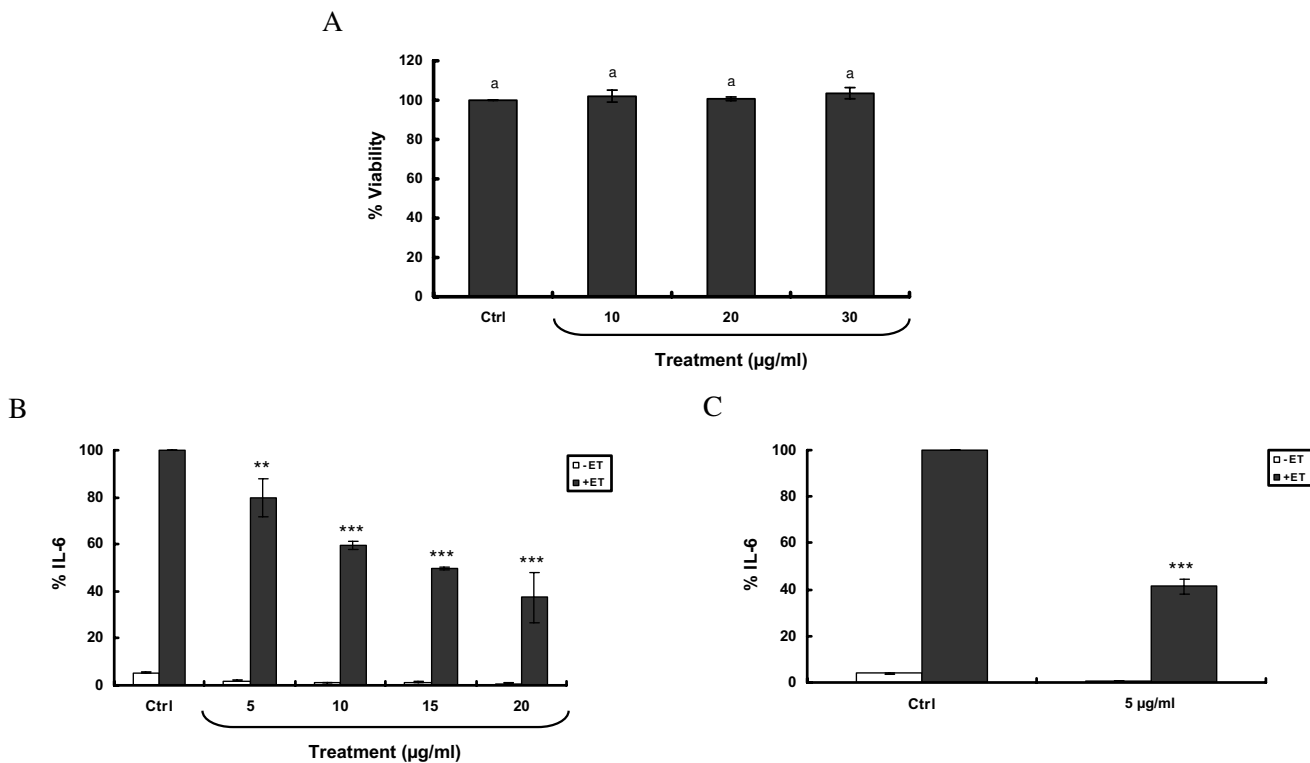 A
120
100
80
60
40
20
0
% Viability
a a a a
Ctrl 10 20 30
Treatment (µg/ml)
B
100
80
60
40
20
0
% IL-6
** *** *** ***
-ET
+ET
Ctrl 5 10 15 20
Treatment (µg/ml)
C
100
80
60
40
20
0
% IL-6
***
-ET
+ET
Ctrl 5 µg/ml